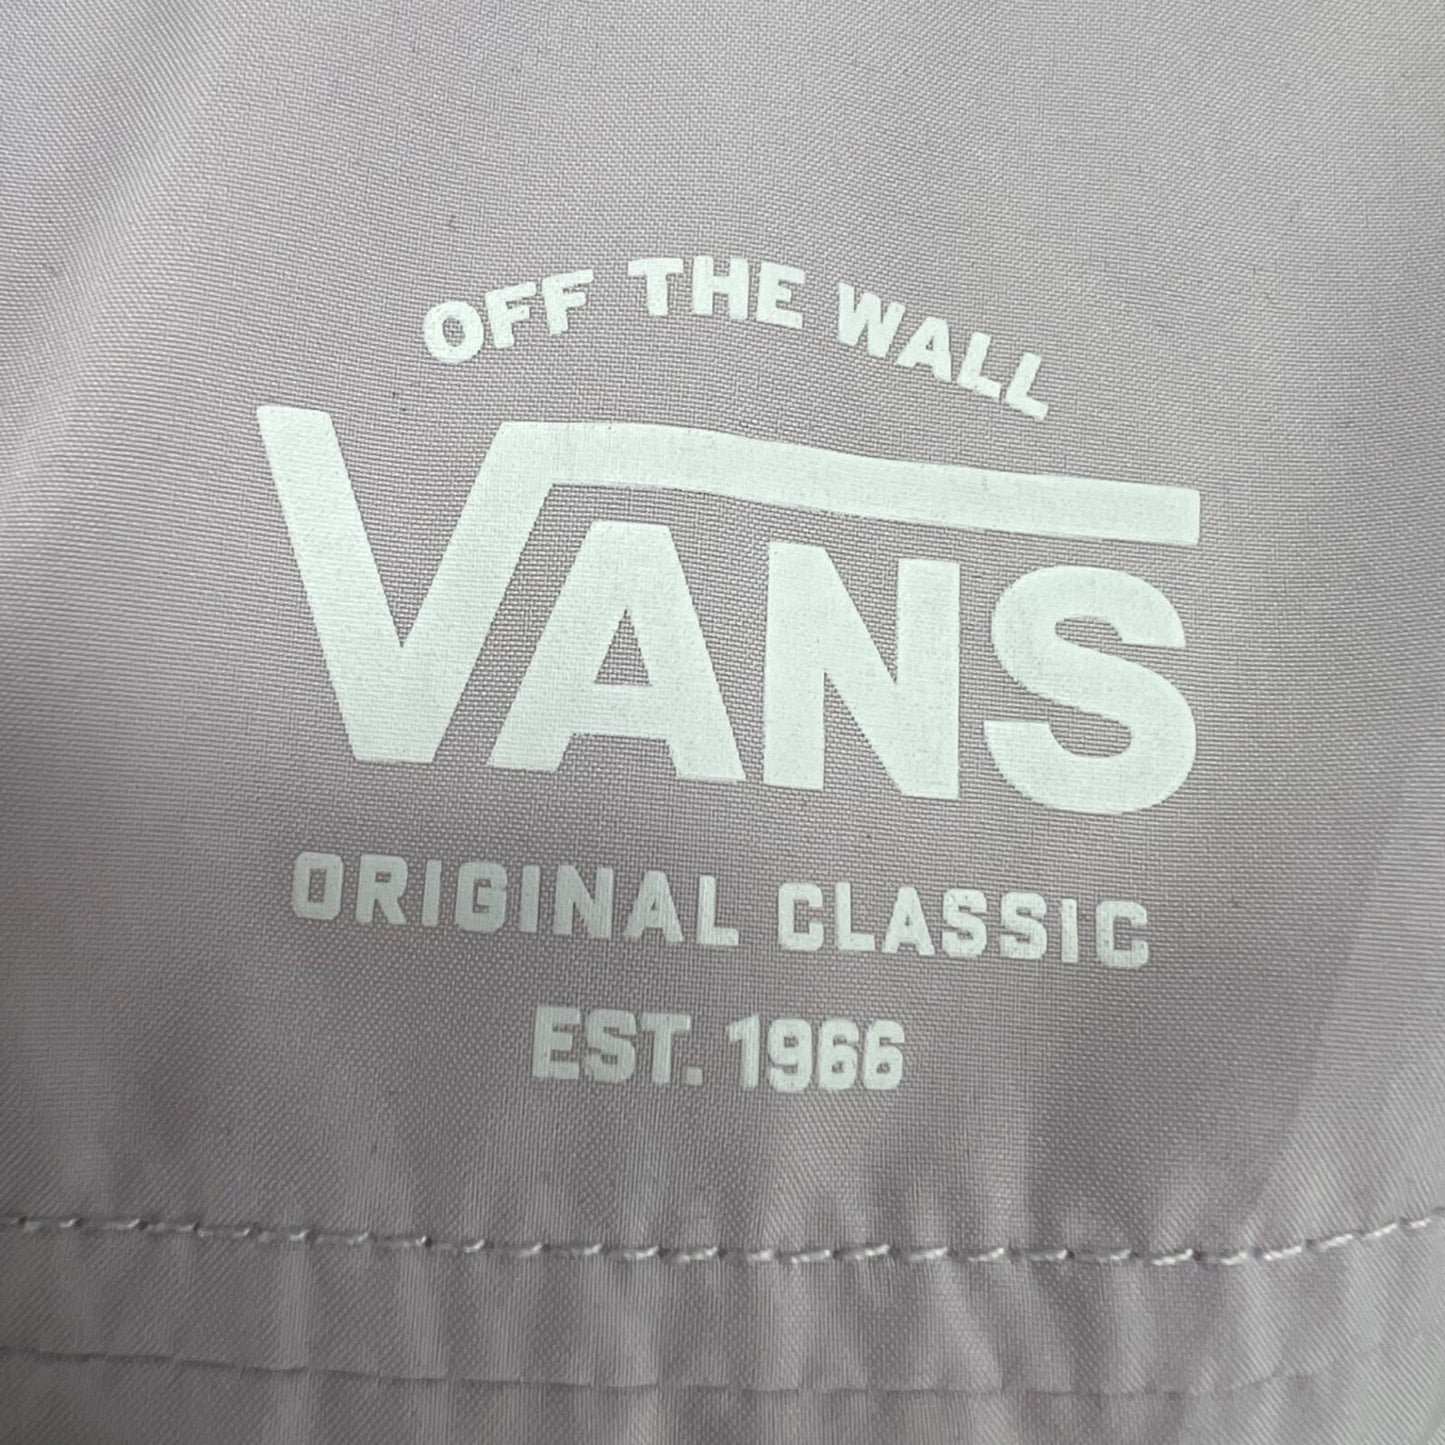 OFF THE WALL
VANS
ORIGINAL CLASSIC
EST. 1966